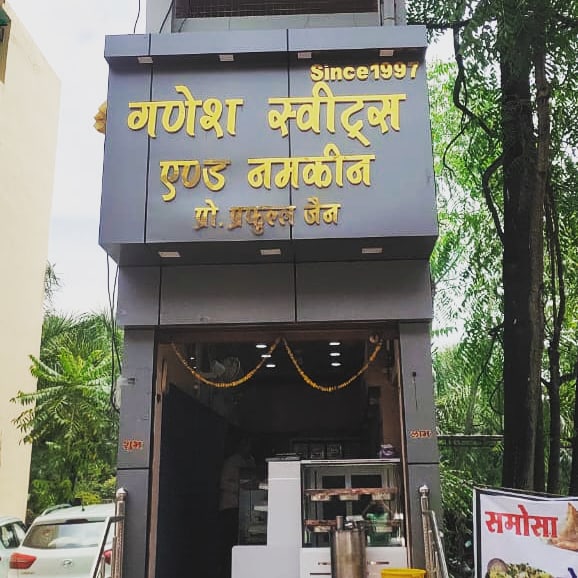 Since1997
गणेश स्वीट्स
एण्ड नमकीन
प्रो. प्रफुल्ल जैन
शुभ
लाभ
समोसा